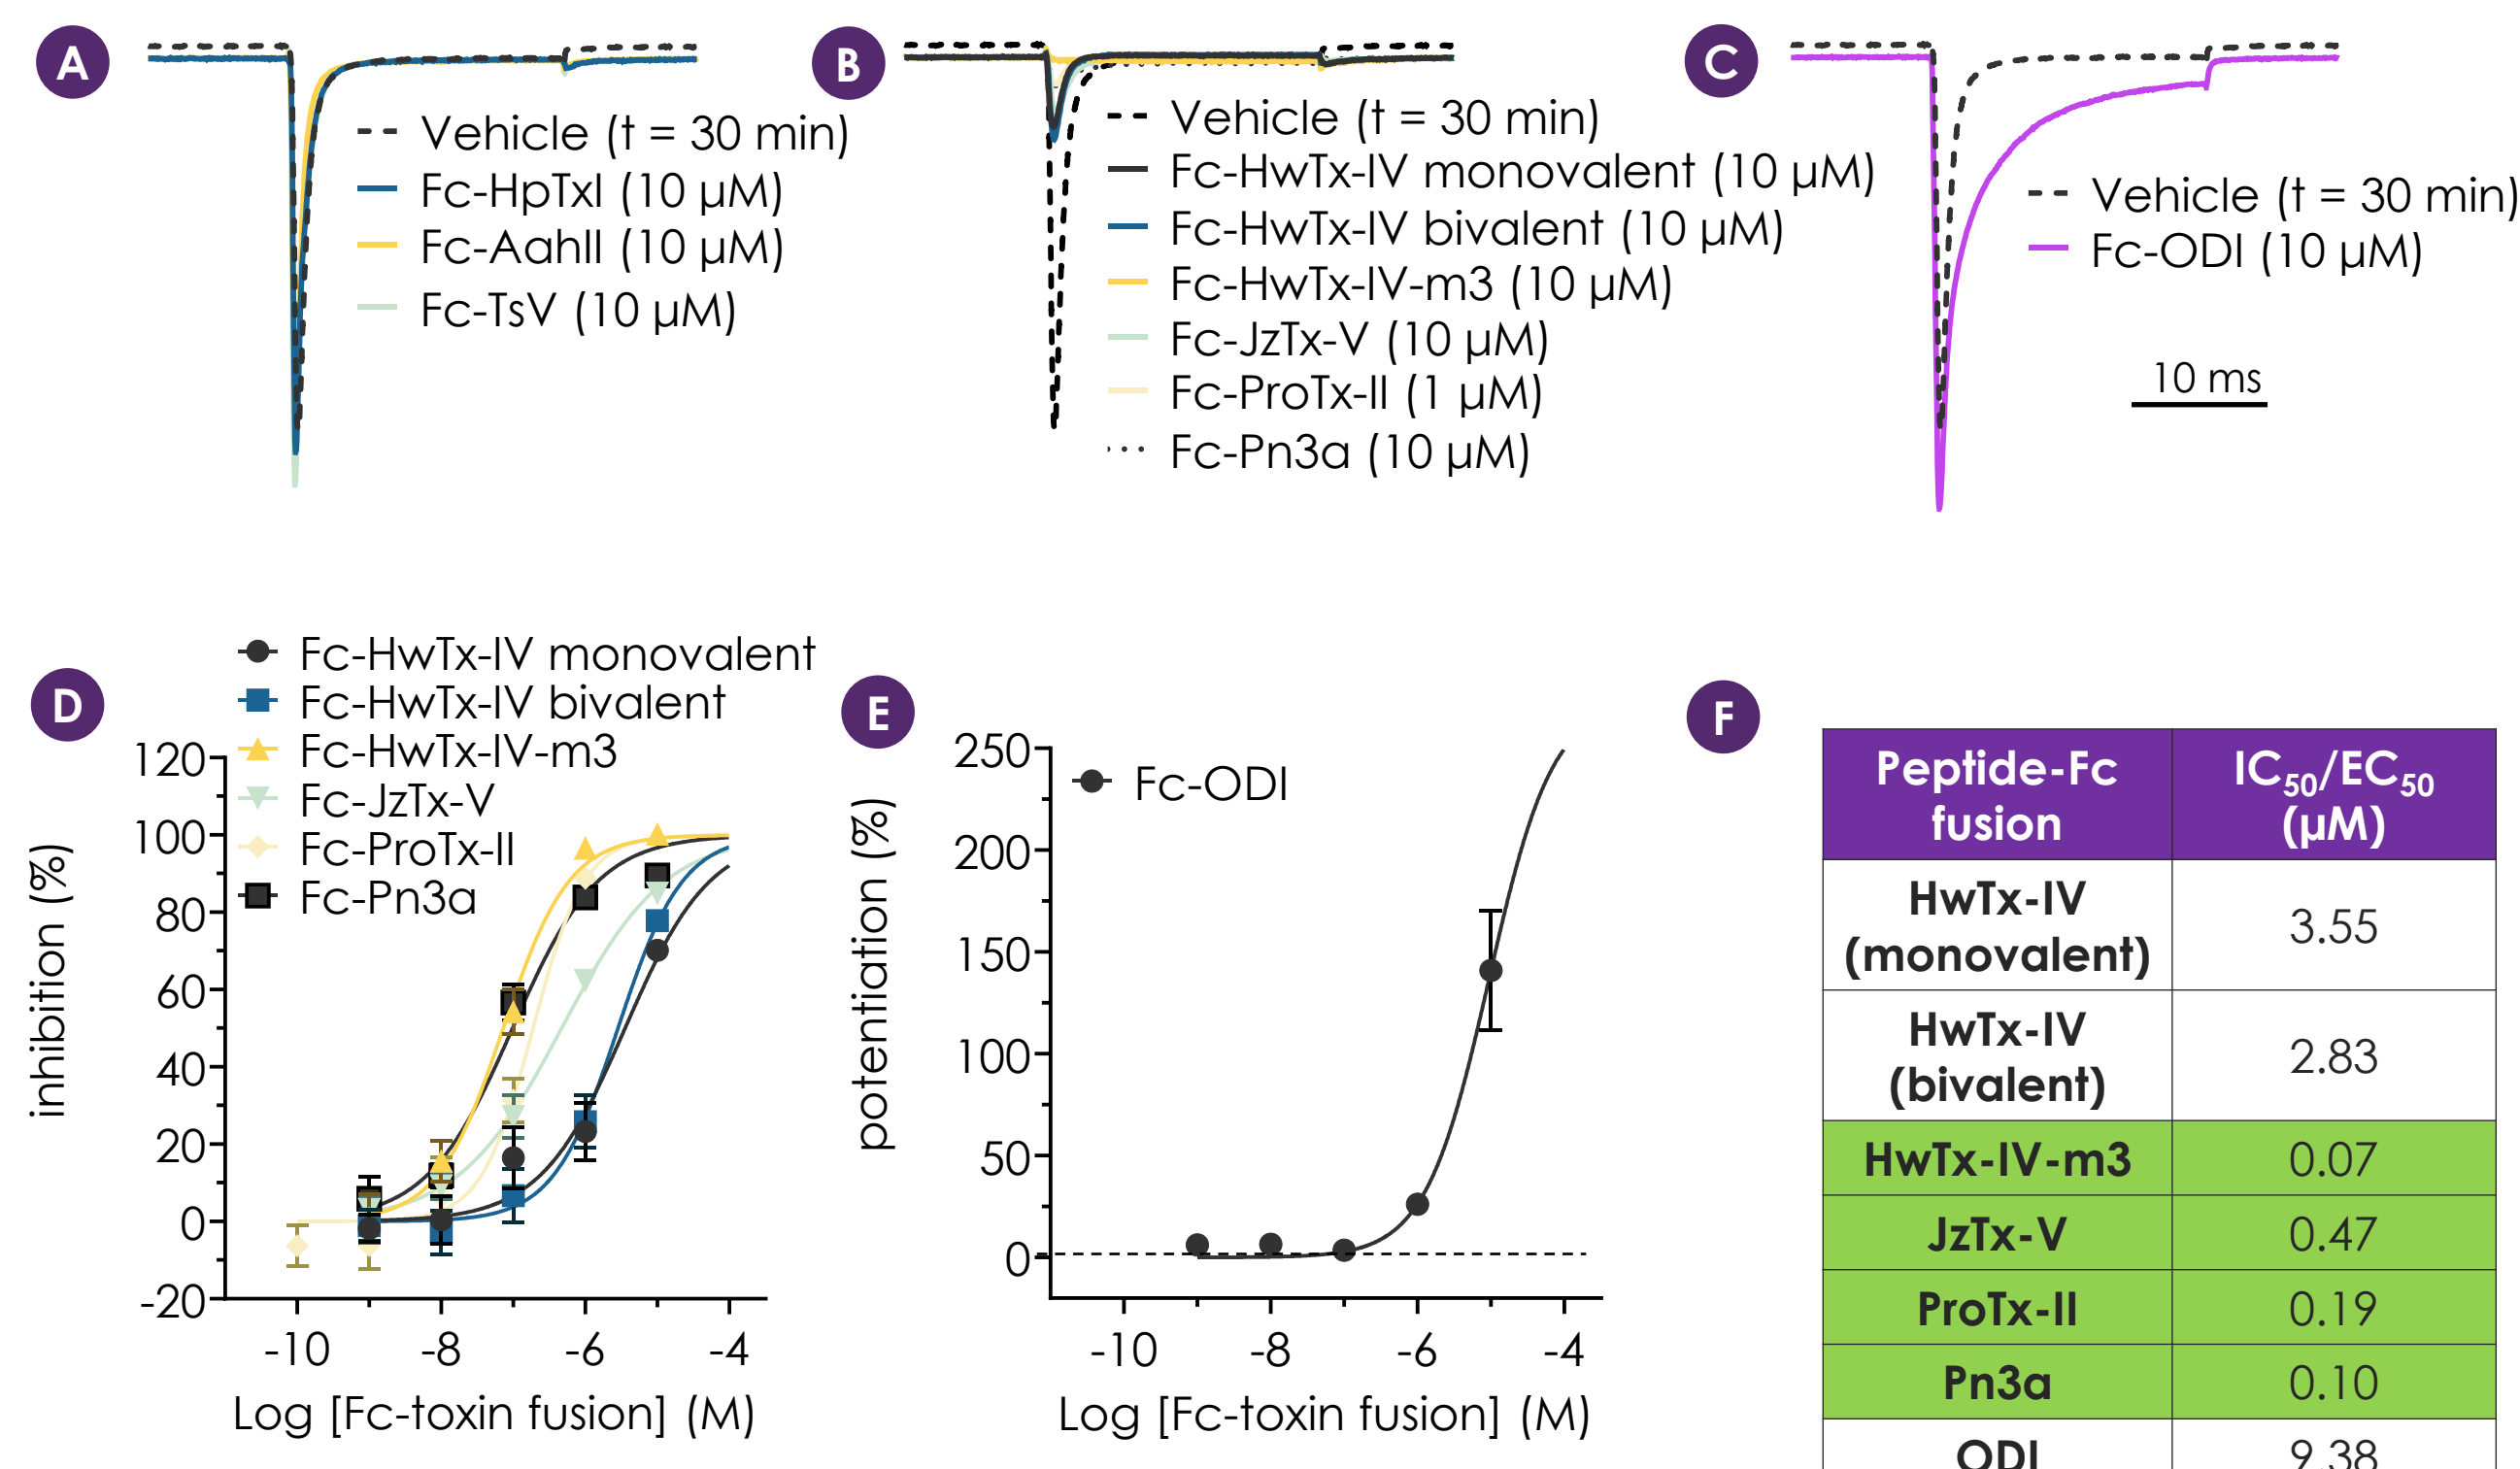 A
Vehicle (t = 30 min)
Fc-HpTxI (10 µM)
Fc-AahII (10 µM)
Fc-TsV (10 µM)
B
Vehicle (t = 30 min)
Fc-HwTx-IV monovalent (10 µM)
Fc-HwTx-IV bivalent (10 µM)
Fc-HwTx-IV-m3 (10 µM)
Fc-JzTx-V (10 µM)
Fc-ProTx-II (1 µM)
Fc-Pn3a (10 µM)
C
Vehicle (t = 30 min)
Fc-ODI (10 µM)
10 ms
D
Fc-HwTx-IV monovalent
Fc-HwTx-IV bivalent
Fc-HwTx-IV-m3
Fc-JzTx-V
Fc-ProTx-II
Fc-Pn3a
inhibition (%)
120
100
80
60
40
20
0
-20
-10 -8 -6 -4
Log [Fc-toxin fusion] (M)
E
Fc-ODI
potentiation (%)
250
200
150
100
50
0
-10 -8 -6 -4
Log [Fc-toxin fusion] (M)
F
Peptide-Fc fusion
IC50/EC50 (µM)
HwTx-IV (monovalent) 3.55
HwTx-IV (bivalent) 2.83
HwTx-IV-m3 0.07
JzTx-V 0.47
ProTx-II 0.19
Pn3a 0.10
ODI 9.38